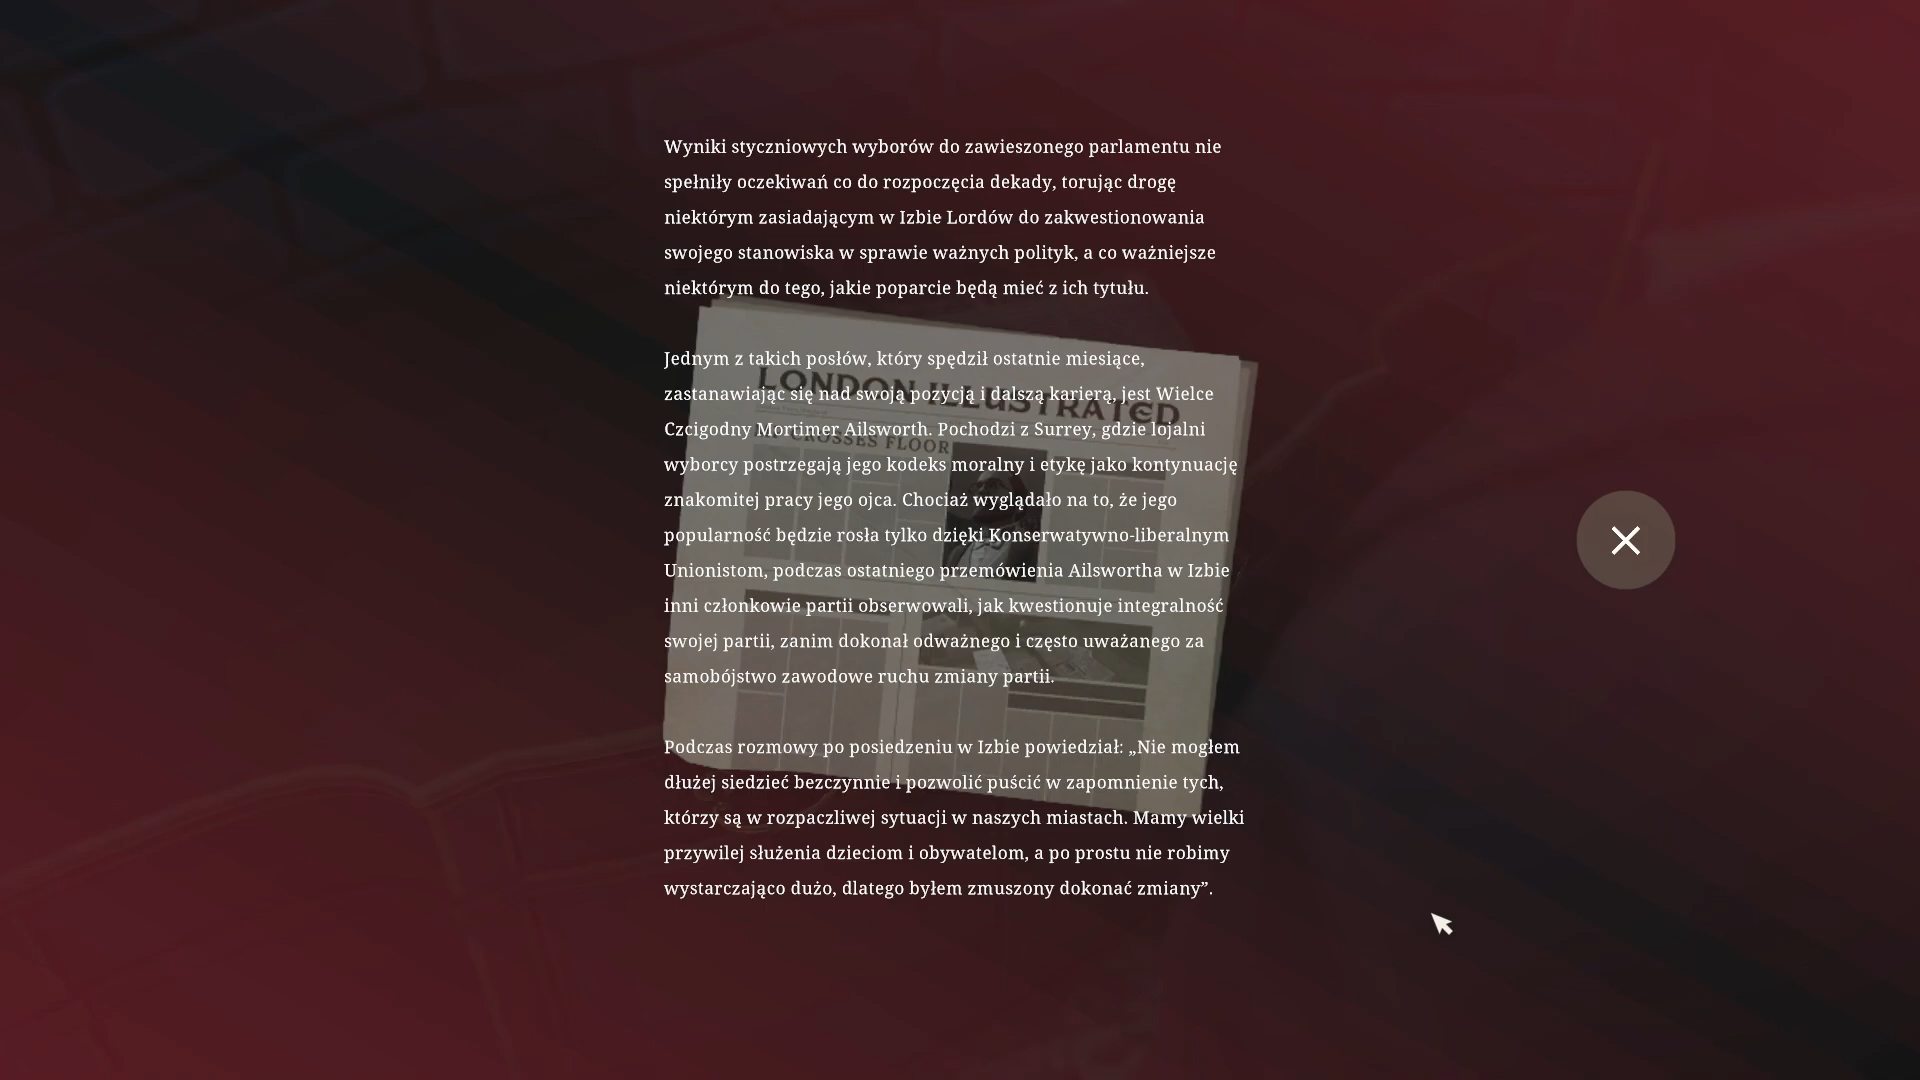 Wyniki styczniowych wyborów do zawieszonego parlamentu nie
spełniły oczekiwań co do rozpoczęcia dekady, torując drogę
niektórym zasiadającym w Izbie Lordów do zakwestionowania
swojego stanowiska w sprawie ważnych polityk, a co ważniejsze
niektórym do tego, jakie poparcie będą mieć z ich tytułu.
Jednym z takich posłów, który spędził ostatnie miesiące,
zastanawiając się nad swoją pozycją i dalszą karierą, jest Wielce
Czcigodny Mortimer Ailsworth. Pochodzi z Surrey, gdzie lojalni
wyborcy postrzegają jego kodeks moralny i etykę jako kontynuację
znakomitej pracy jego ojca. Chociaż wyglądało na to, że jego
popularność będzie rosła tylko dzięki Konserwatywno-liberalnym
Unionistom, podczas ostatniego przemówienia Ailswortha w Izbie
inni członkowie partii obserwowali, jak kwestionuje integralność
swojej partii, zanim dokonał odważnego i często uważanego za
samobójstwo zawodowe ruchu zmiany partii.
Podczas rozmowy po posiedzeniu w Izbie powiedział: „Nie mogłem
dłużej siedzieć bezczynnie i pozwolić puścić w zapomnienie tych,
którzy są w rozpaczliwej sytuacji w naszych miastach. Mamy wielki
przywilej służenia dzieciom i obywatelom, a po prostu nie robimy
wystarczająco dużo, dlatego byłem zmuszony dokonać zmiany”.
LONDON ILLUSTRATED
CROSSES FLOOR